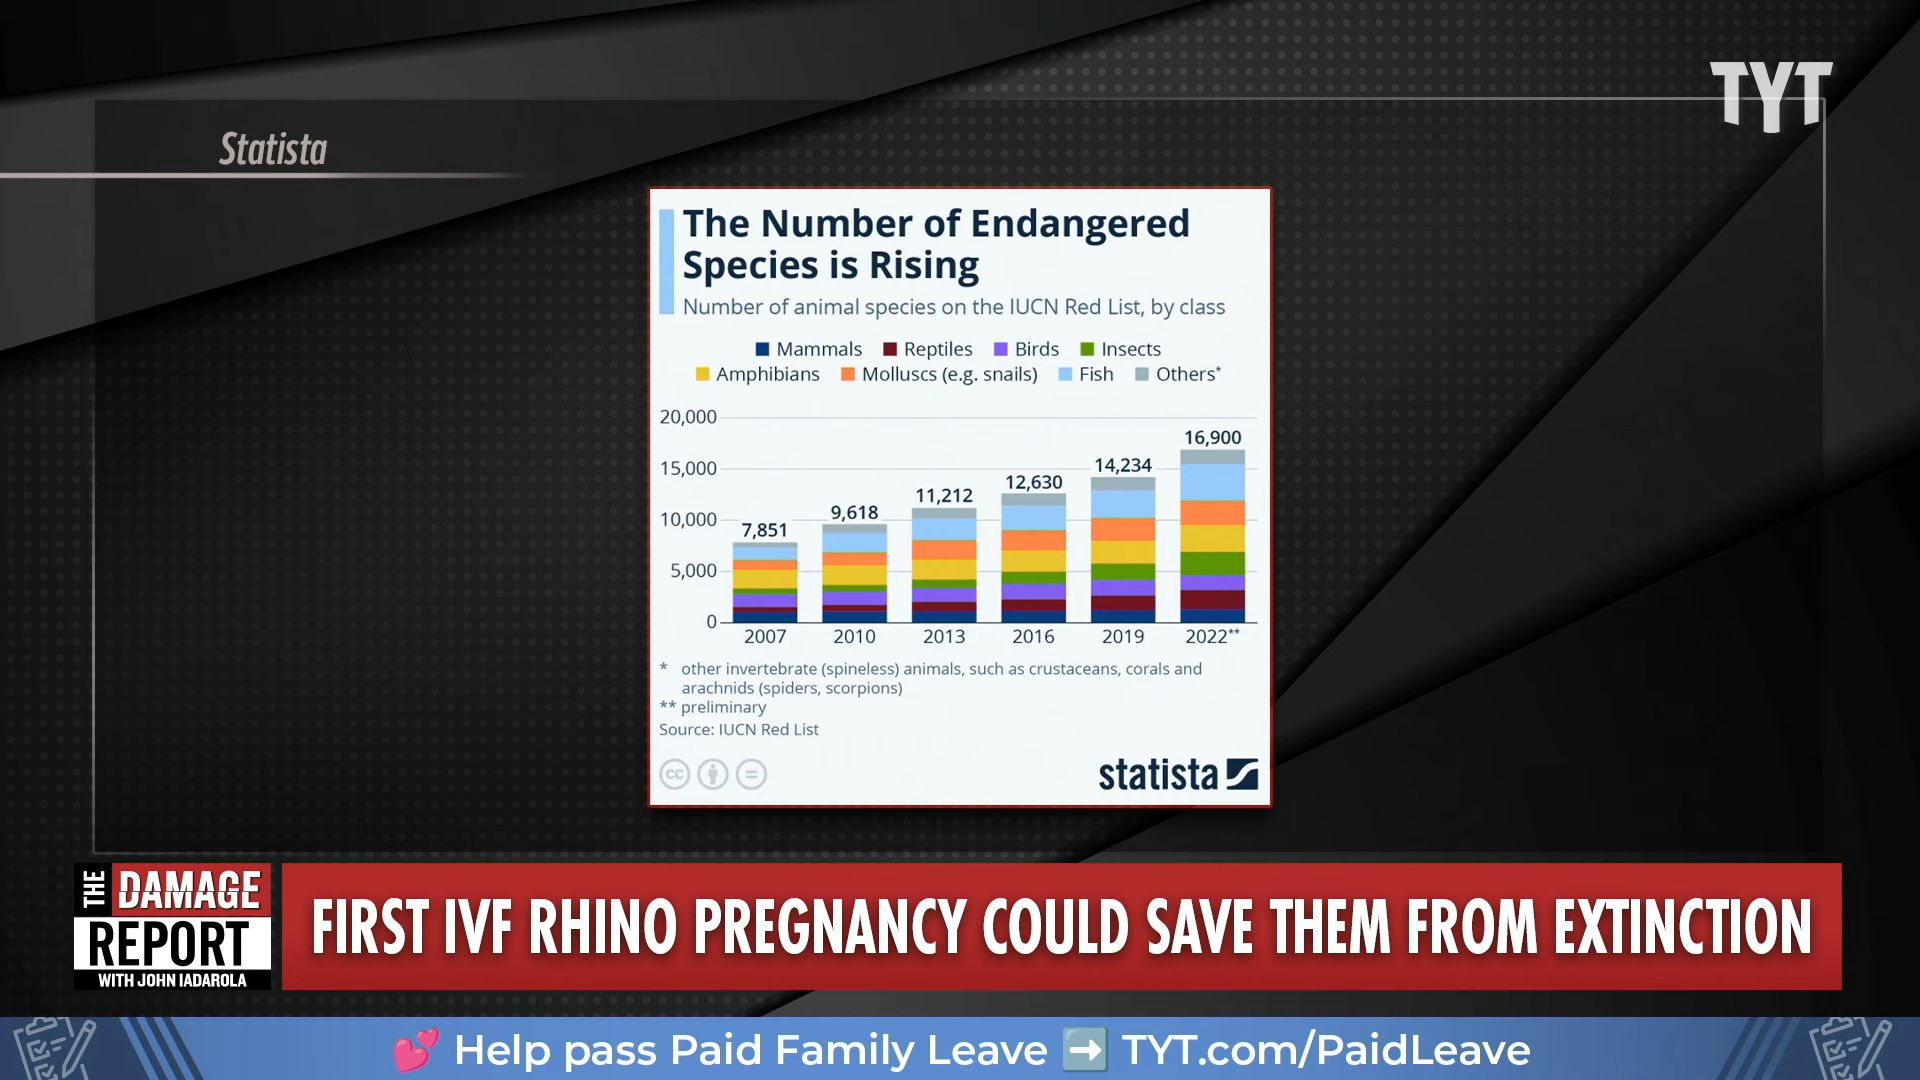 TYT
Statista
The Number of Endangered
Species is Rising
Number of animal species on the IUCN Red List, by class
Mammals Reptiles Birds Insects
Amphibians Molluscs (e.g. snails) Fish Others*
20,000
15,000
10,000
5,000
0
7,851
9,618
11,212
12,630
14,234
16,900
2007 2010 2013 2016 2019 2022**
* other invertebrate (spineless) animals, such as crustaceans, corals and
arachnids (spiders, scorpions)
** preliminary
Source: IUCN Red List
cc
statista
THE DAMAGE
REPORT
WITH JOHN IADAROLA
FIRST IVF RHINO PREGNANCY COULD SAVE THEM FROM EXTINCTION
💕 Help pass Paid Family Leave ➡️ TYT.com/PaidLeave